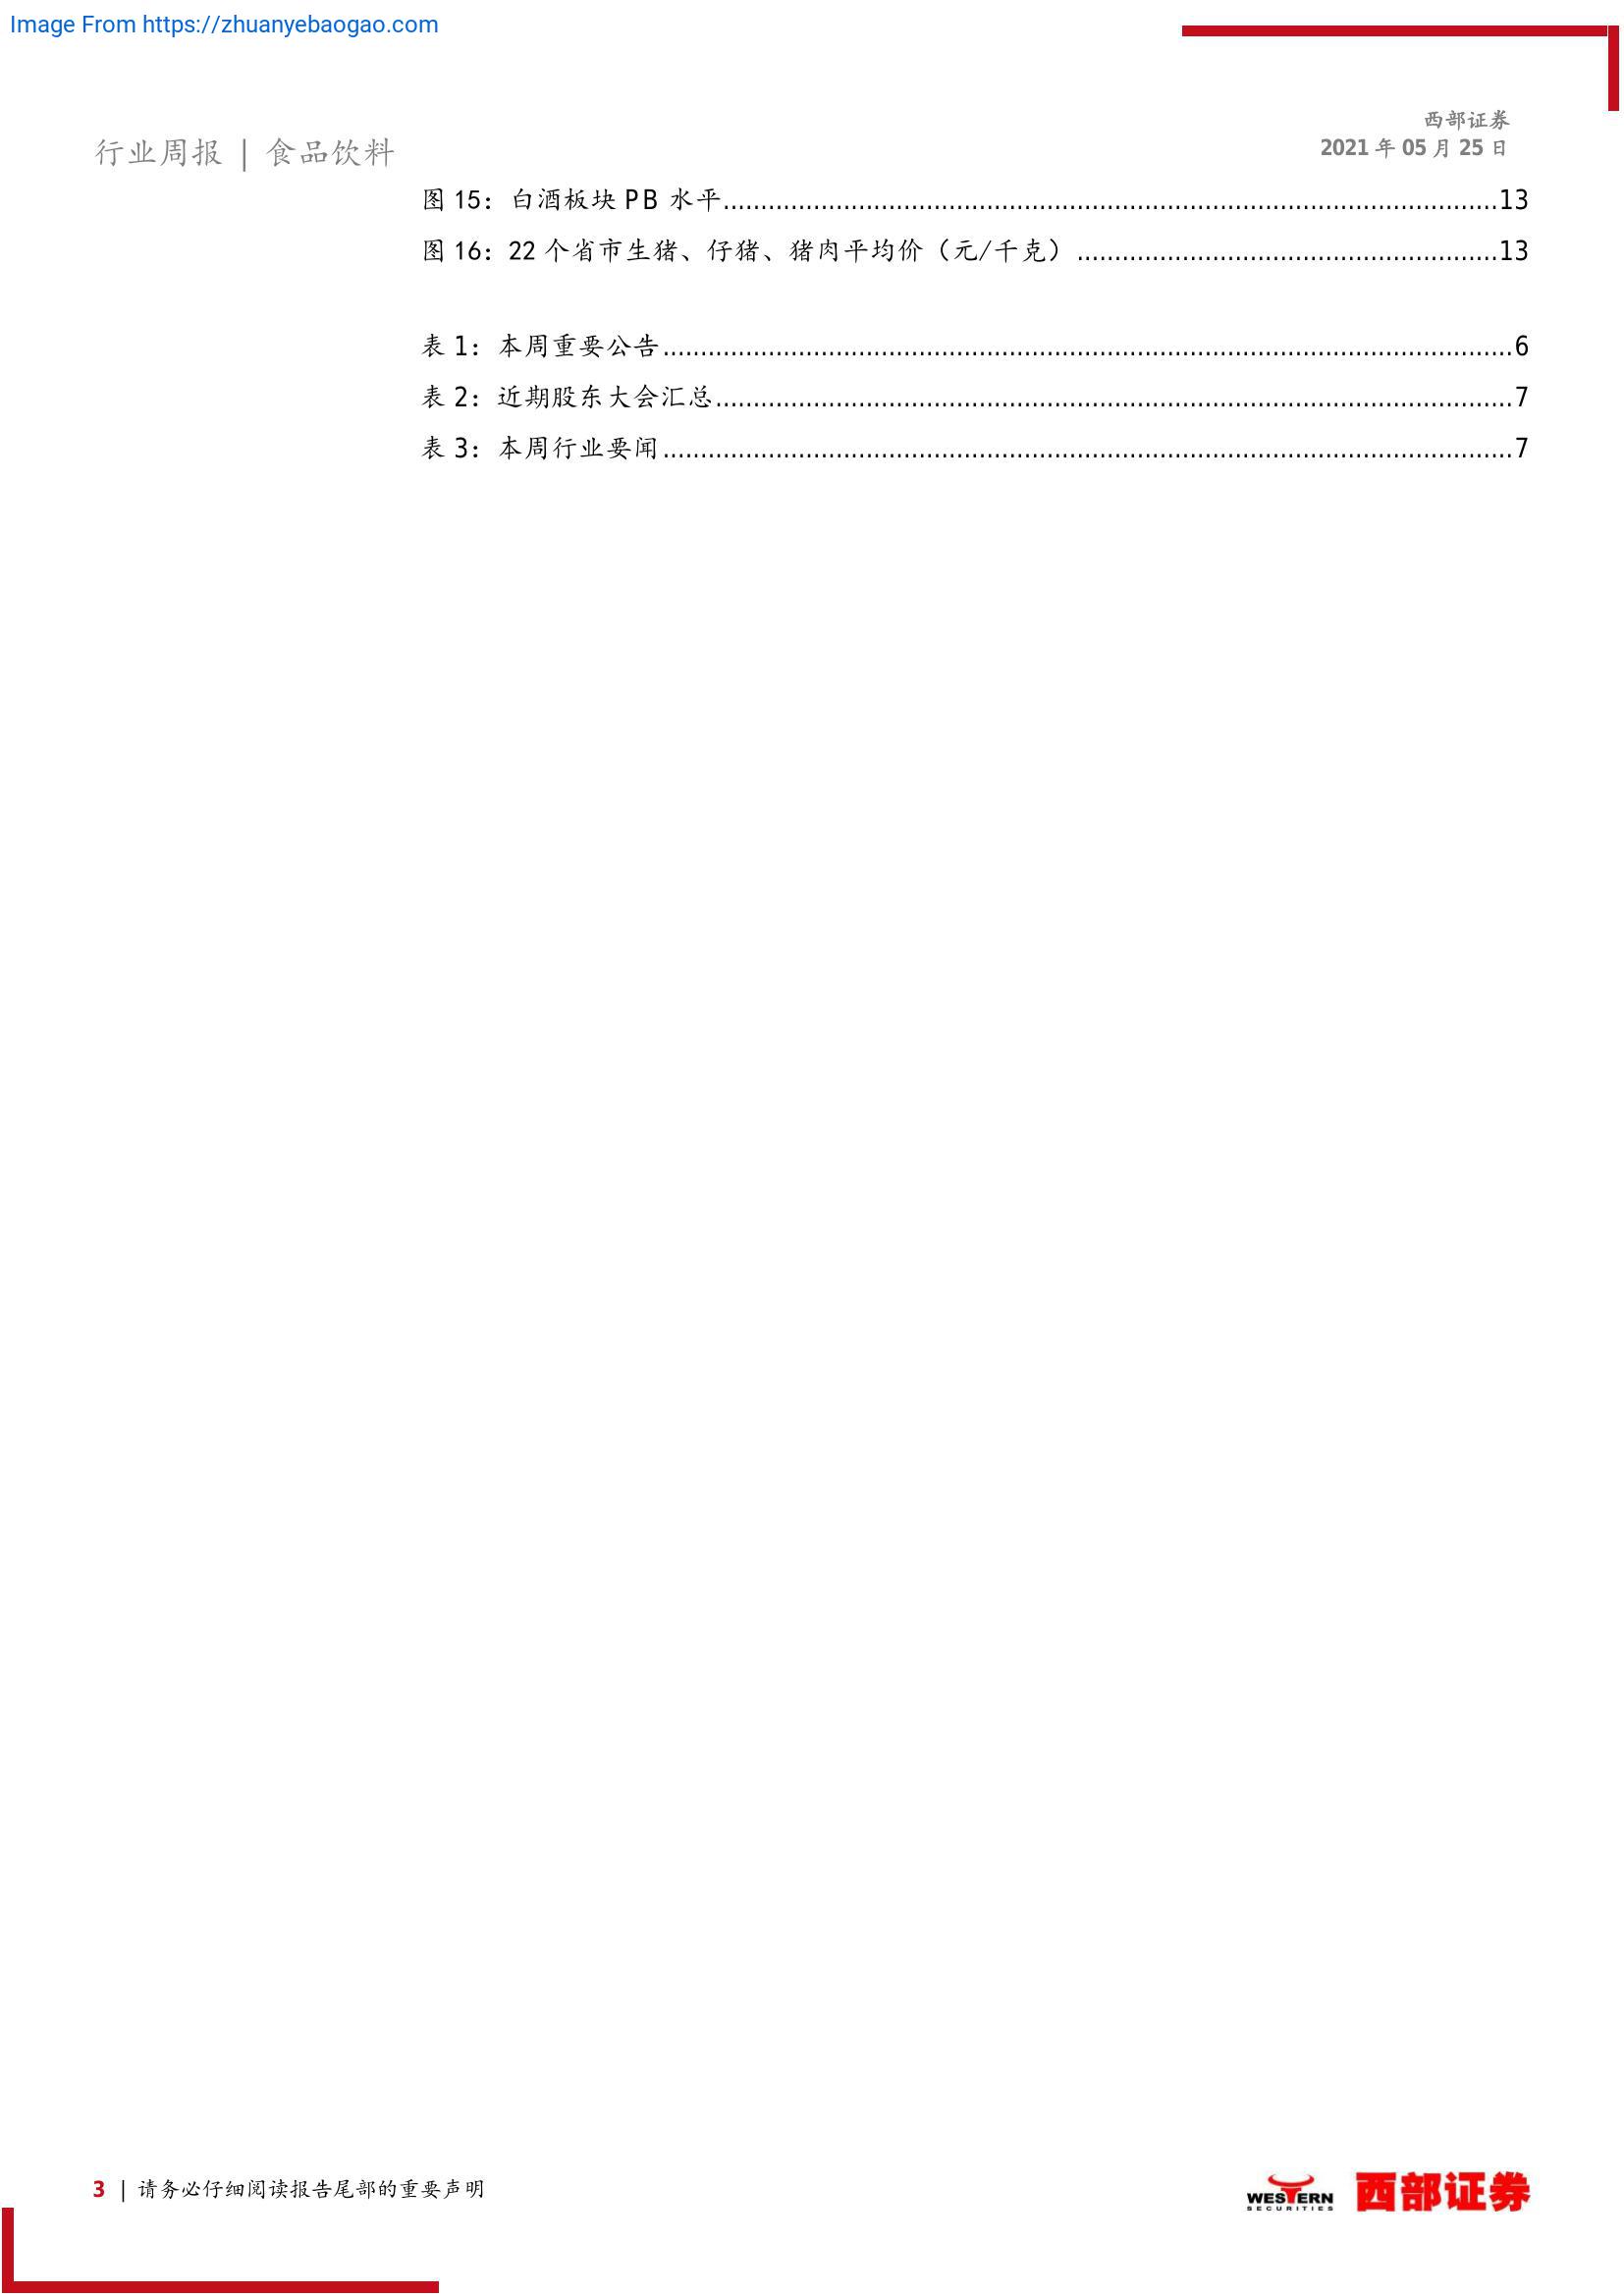 Image From https://zhuanyebaogao.com
西部证券
行业周报 | 食品饮料
2021 年 05 月 25 日
图 15：白酒板块 PB 水平........................................13
图 16：22 个省市生猪、仔猪、猪肉平均价（元/千克）........................................13
表 1：本周重要公告........................................6
表 2：近期股东大会汇总........................................7
表 3：本周行业要闻........................................7
3 | 请务必仔细阅读报告尾部的重要声明
WESTERN
SECURITIES
西部证券